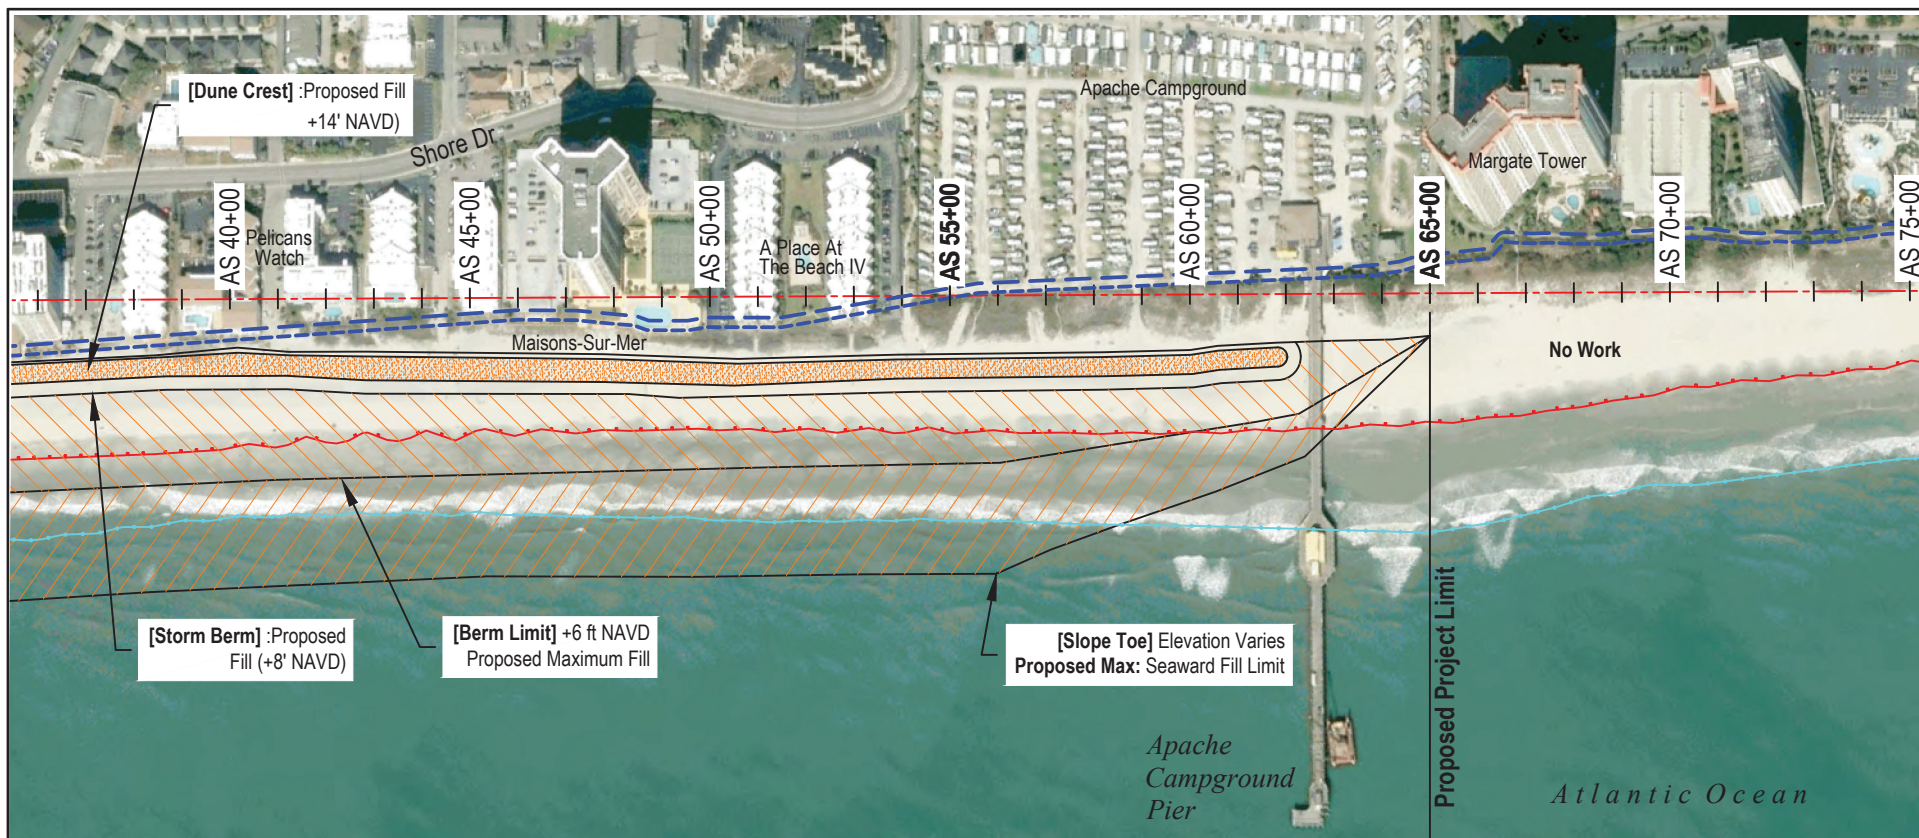 [Dune Crest] :Proposed Fill
+14' NAVD)
Shore Dr
Apache Campground
Margate Tower
AS 40+00
AS 45+00
AS 50+00
AS 55+00
AS 60+00
AS 65+00
AS 70+00
AS 75+00
Pelicans
Watch
A Place At
The Beach IV
Maisons-Sur-Mer
No Work
[Storm Berm] :Proposed
Fill (+8' NAVD)
[Berm Limit] +6 ft NAVD
Proposed Maximum Fill
[Slope Toe] Elevation Varies
Proposed Max: Seaward Fill Limit
Proposed Project Limit
Apache
Campground
Pier
Atlantic Ocean